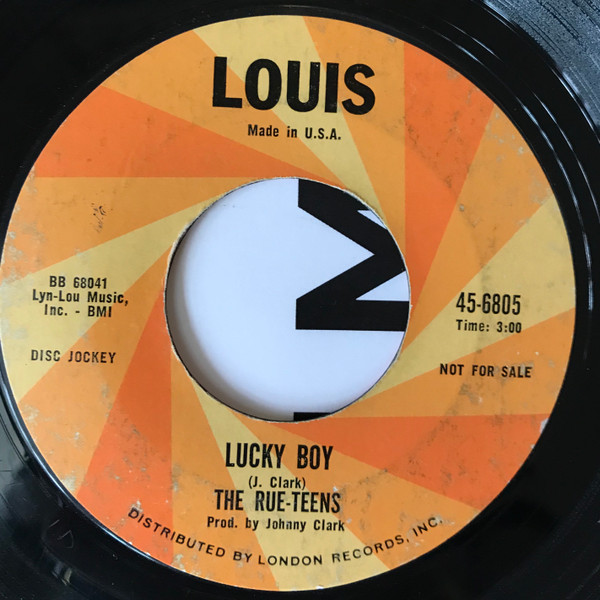 LOUIS
Made in U.S.A.
BB 68041
Lyn-Lou Music,
Inc. - BMI
DISC JOCKEY
45-6805
Time: 3:00
NOT FOR SALE
M
LUCKY BOY
(J. Clark)
THE RUE-TEENS
Prod. by Johnny Clark
DISTRIBUTED BY LONDON RECORDS, INC.